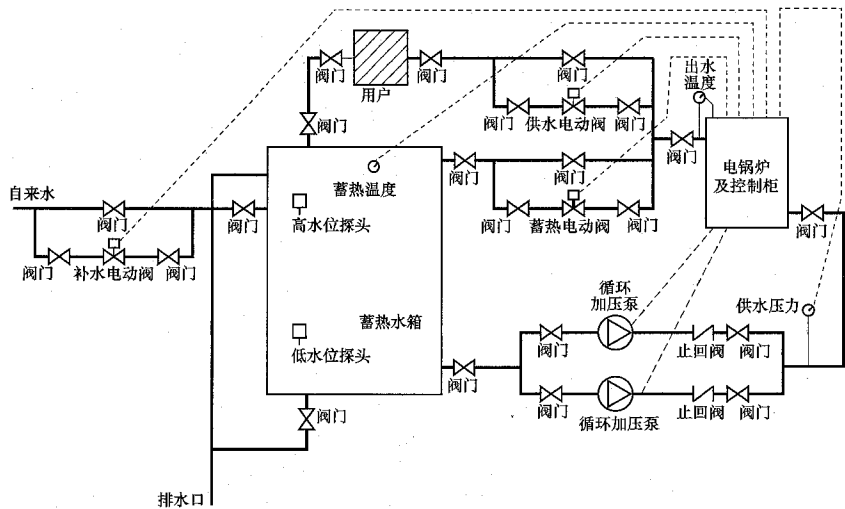 阀门
用户
阀门
阀门
阀门
供水电动阀
阀门
出水
温度
阀门
阀门
电锅炉
及控制柜
自来水
阀门
阀门
补水电动阀
阀门
阀门
蓄热温度
高水位探头
蓄热水箱
低水位探头
阀门
阀门
阀门
蓄热电动阀
阀门
阀门
循环
加压泵
供水压力
阀门
止回阀
阀门
阀门
阀门
阀门
循环加压泵
止回阀
阀门
排水口